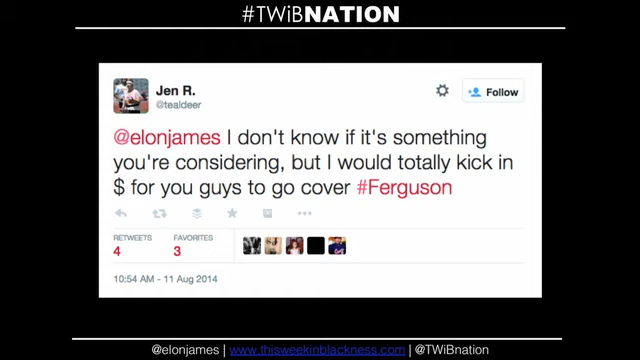 #TWiBNATION
Jen R.
@tealdeer
Follow
@elonjames I don't know if it's something
you're considering, but I would totally kick in
$ for you guys to go cover #Ferguson
RETWEETS FAVORITES
4 3
10:54 AM - 11 Aug 2014
@elonjames | www.thisweekinblackness.com | @TWiBnation